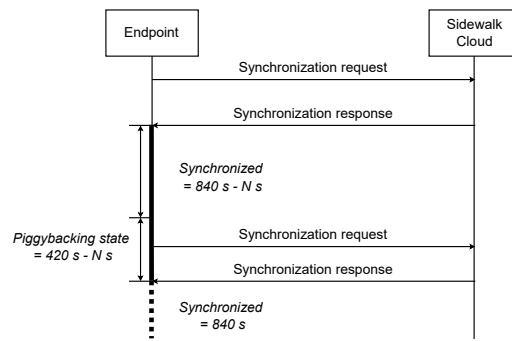 Endpoint
Sidewalk
Cloud
Synchronization request
Synchronization response
Synchronized
= 840 s - N s
Piggybacking state
= 420 s - N s
Synchronization request
Synchronization response
Synchronized
= 840 s